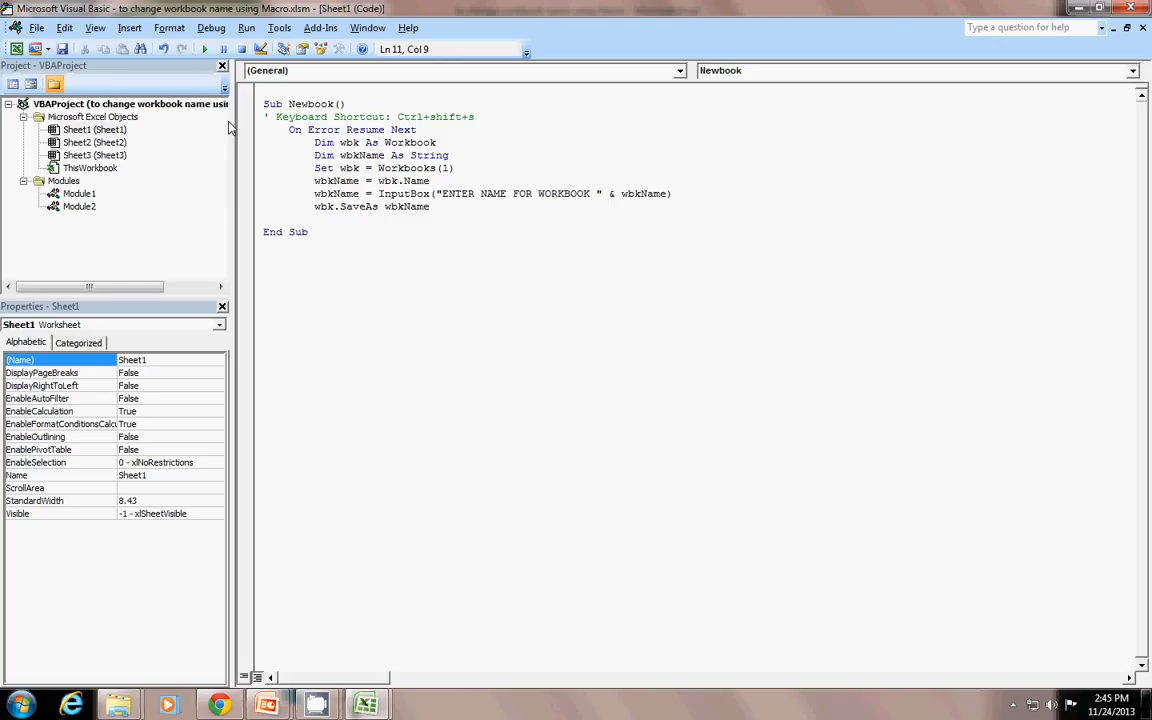 Microsoft Visual Basic - to change workbook name using Macro.xlsm - [Sheet1 (Code)]
File Edit View Insert Format Debug Run Tools Add-Ins Window Help
Type a question for help
Ln 11, Col 9
Project - VBAProject
(General)
Newbook
VBAProject (to change workbook name usin
Microsoft Excel Objects
Sheet1 (Sheet1)
Sheet2 (Sheet2)
Sheet3 (Sheet3)
ThisWorkbook
Modules
Module1
Module2
Sub Newbook()
' Keyboard Shortcut: Ctrl+shift+s
On Error Resume Next
Dim wbk As Workbook
Dim wbkName As String
Set wbk = Workbooks(1)
wbkName = wbk.Name
wbkName = InputBox("ENTER NAME FOR WORKBOOK " & wbkName)
wbk.SaveAs wbkName
End Sub
Properties - Sheet1
Sheet1 Worksheet
Alphabetic Categorized
(Name) Sheet1
DisplayPageBreaks False
DisplayRightToLeft False
EnableAutoFilter False
EnableCalculation True
EnableFormatConditionsCalcu True
EnableOutlining False
EnablePivotTable False
EnableSelection 0 - xlNoRestrictions
Name Sheet1
ScrollArea
StandardWidth 8.43
Visible -1 - xlSheetVisible
2:45 PM
11/24/2013